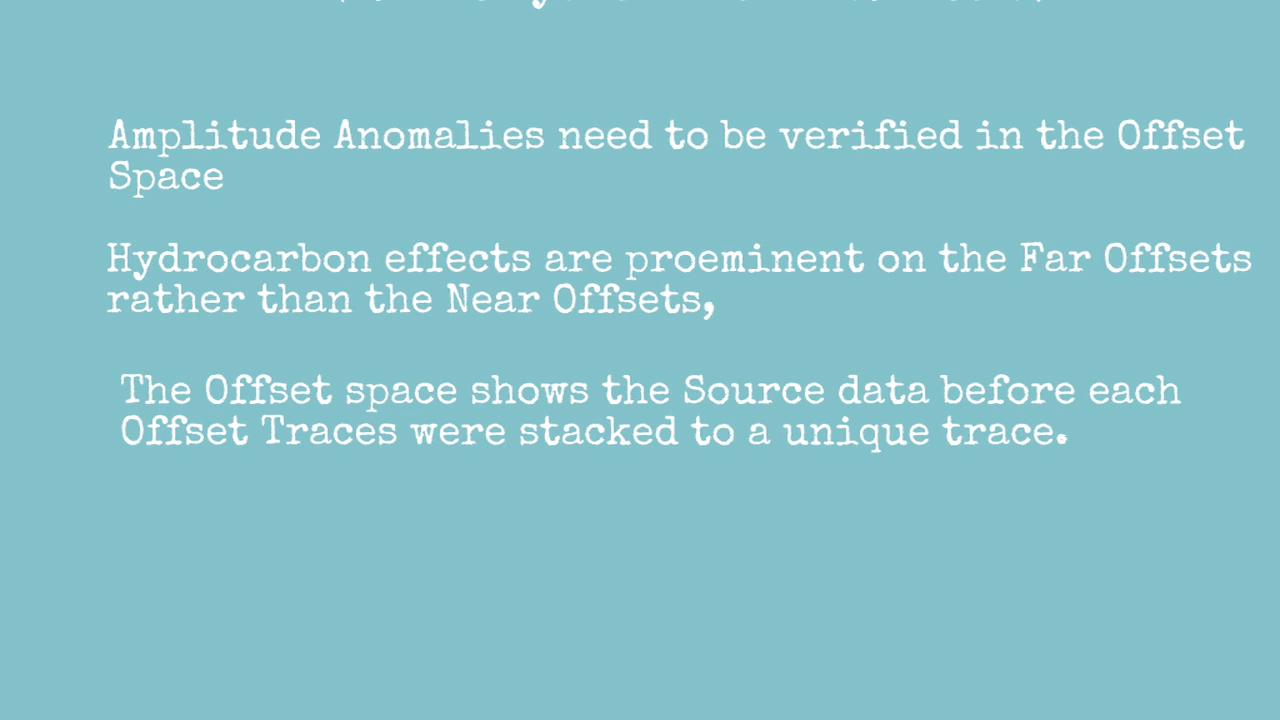 Amplitude Anomalies need to be verified in the Offset
Space
Hydrocarbon effects are proeminent on the Far Offsets
rather than the Near Offsets,
The Offset space shows the Source data before each
Offset Traces were stacked to a unique trace.